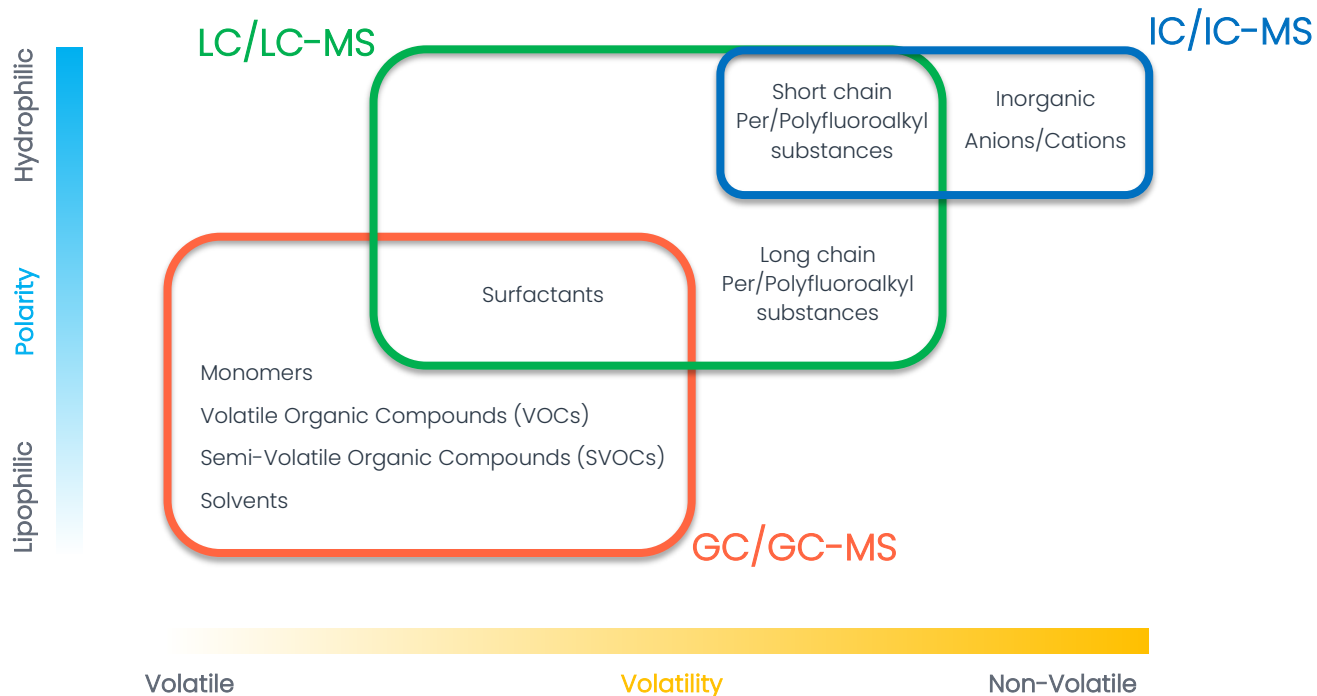 LC/LC-MS
IC/IC-MS
Hydrophilic
Polarity
Lipophilic
Short chain
Per/Polyfluoroalkyl
substances
Inorganic
Anions/Cations
Long chain
Per/Polyfluoroalkyl
substances
Surfactants
Monomers
Volatile Organic Compounds (VOCs)
Semi-Volatile Organic Compounds (SVOCs)
Solvents
GC/GC-MS
Volatile
Volatility
Non-Volatile